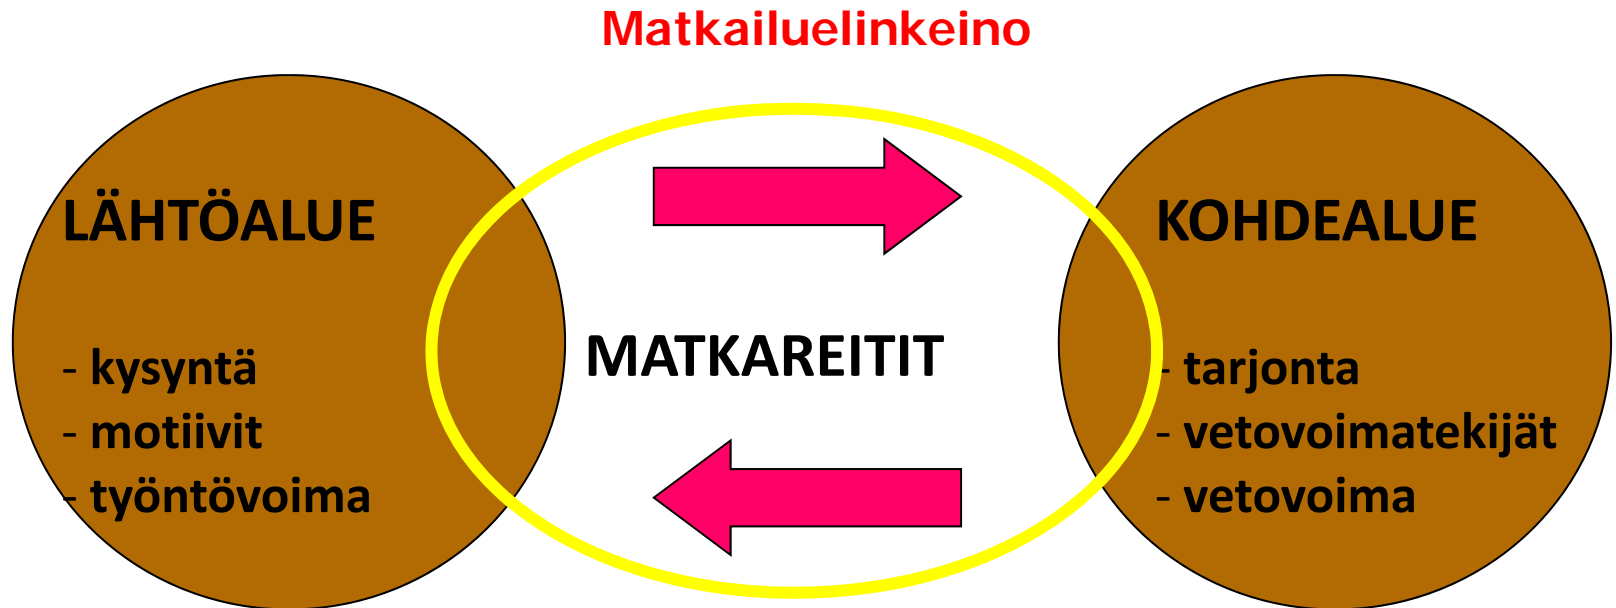 Matkailuelinkeino
LÄHTÖALUE
- kysyntä
- motiivit
- työntövoima
MATKAREITIT
KOHDEALUE
- tarjonta
- vetovoimatekijät
- vetovoima